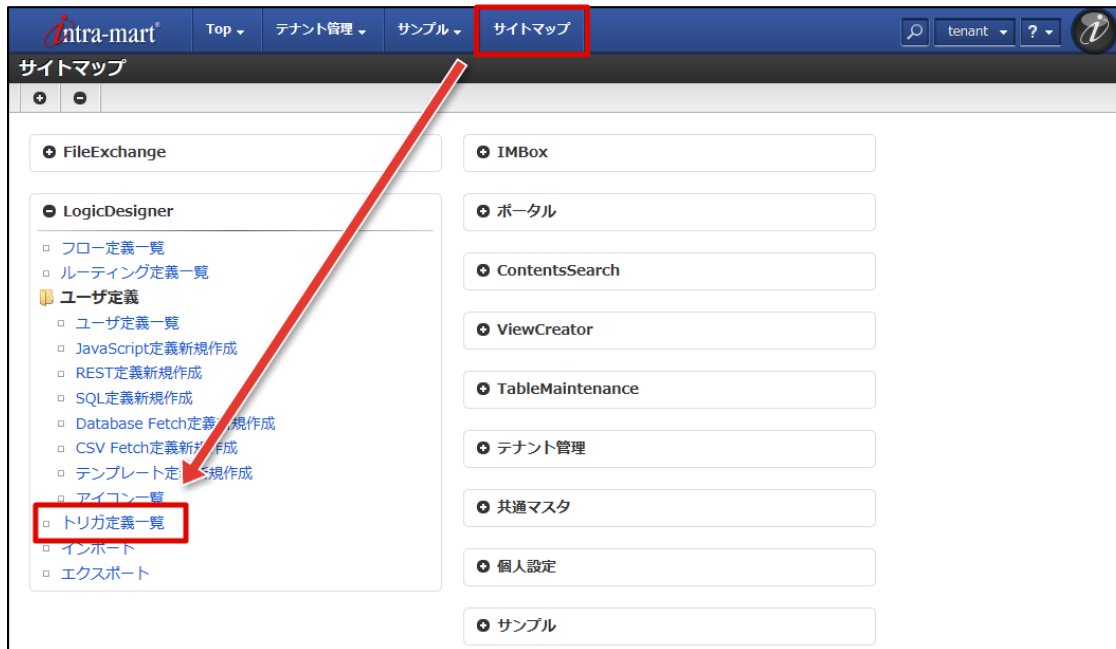 intra-mart® Top テナント管理 サンプル サイトマップ tenant ?
サイトマップ
FileExchange
LogicDesigner
フロー定義一覧
ルーティング定義一覧
ユーザ定義
ユーザ定義一覧
JavaScript定義新規作成
REST定義新規作成
SQL定義新規作成
Database Fetch定義新規作成
CSV Fetch定義新規作成
テンプレート定義新規作成
アイコン一覧
トリガ定義一覧
インポート
エクスポート
IMBox
ポータル
ContentsSearch
ViewCreator
TableMaintenance
テナント管理
共通マスタ
個人設定
サンプル